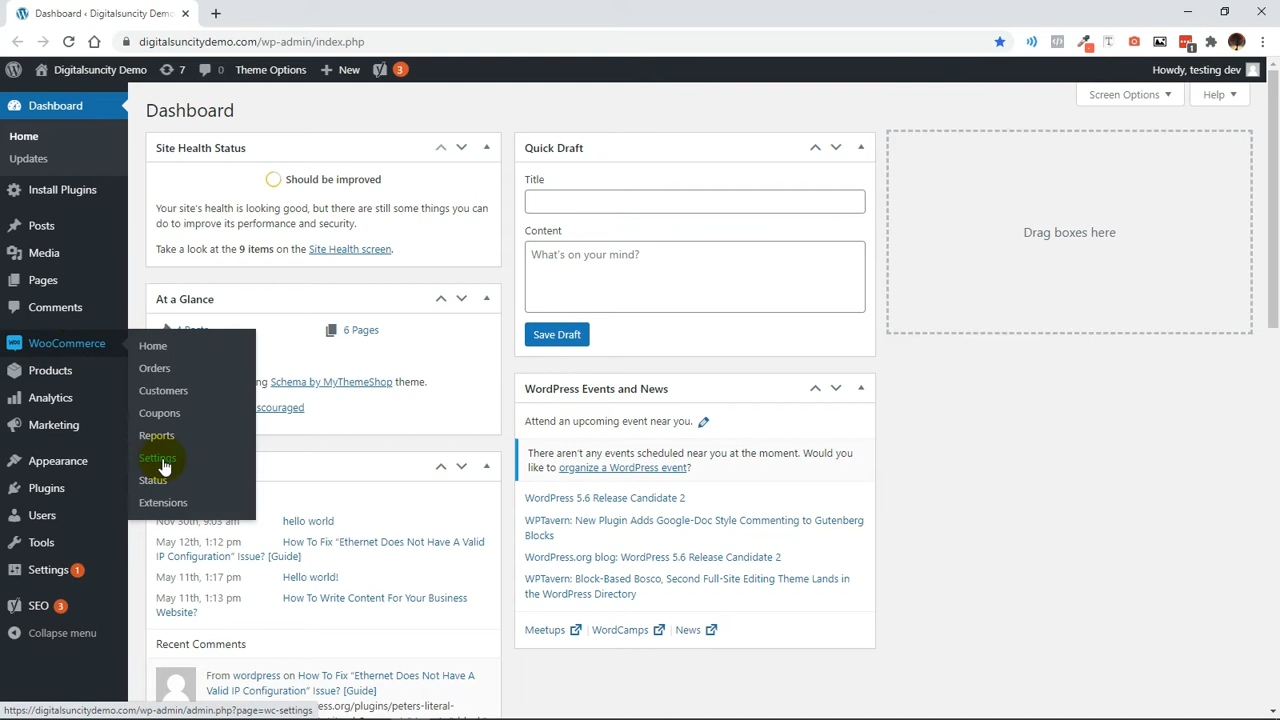 Dashboard ‹ Digitalsuncity Demo
digitalsuncitydemo.com/wp-admin/index.php
1
Digitalsuncity Demo
7
0
Theme Options
New
3
Howdy, testing dev
Dashboard
Home
Updates
Install Plugins
Posts
Media
Pages
Comments
WooCommerce
Products
Analytics
Marketing
Appearance
Plugins
Users
Tools
Settings 1
SEO 3
Collapse menu
Home
Orders
Customers
Coupons
Reports
Settings
Status
Extensions
Screen Options
Help
Dashboard
Site Health Status
Should be improved
Your site's health is looking good, but there are still some things you can
do to improve its performance and security.
Take a look at the 9 items on the Site Health screen.
At a Glance
6 Pages
Schema by MyThemeShop theme.
9:03 am hello world
May 12th, 1:12 pm How To Fix “Ethernet Does Not Have A Valid
IP Configuration” Issue? [Guide]
May 11th, 1:17 pm Hello world!
May 11th, 1:13 pm How To Write Content For Your Business
Website?
Recent Comments
From wordpress on How To Fix “Ethernet Does Not Have A
Valid IP Configuration” Issue? [Guide]
Quick Draft
Title
Content
What's on your mind?
Save Draft
WordPress Events and News
Attend an upcoming event near you.
There aren't any events scheduled near you at the moment. Would you
like to organize a WordPress event?
WordPress 5.6 Release Candidate 2
WPTavern: New Plugin Adds Google-Doc Style Commenting to Gutenberg
Blocks
WordPress.org blog: WordPress 5.6 Release Candidate 2
WPTavern: Block-Based Bosco, Second Full-Site Editing Theme Lands in
the WordPress Directory
Meetups | WordCamps | News
Drag boxes here
https://digitalsuncitydemo.com/wp-admin/admin.php?page=wc-settings